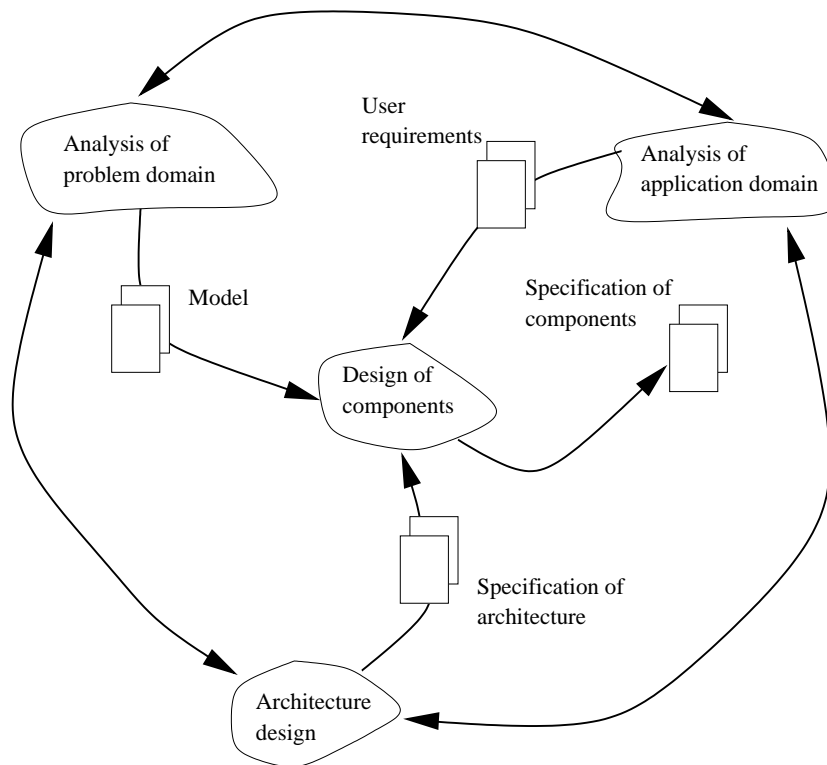 User
requirements
Analysis of
problem domain
Analysis of
application domain
Model
Specification of
components
Design of
components
Specification of
architecture
Architecture
design